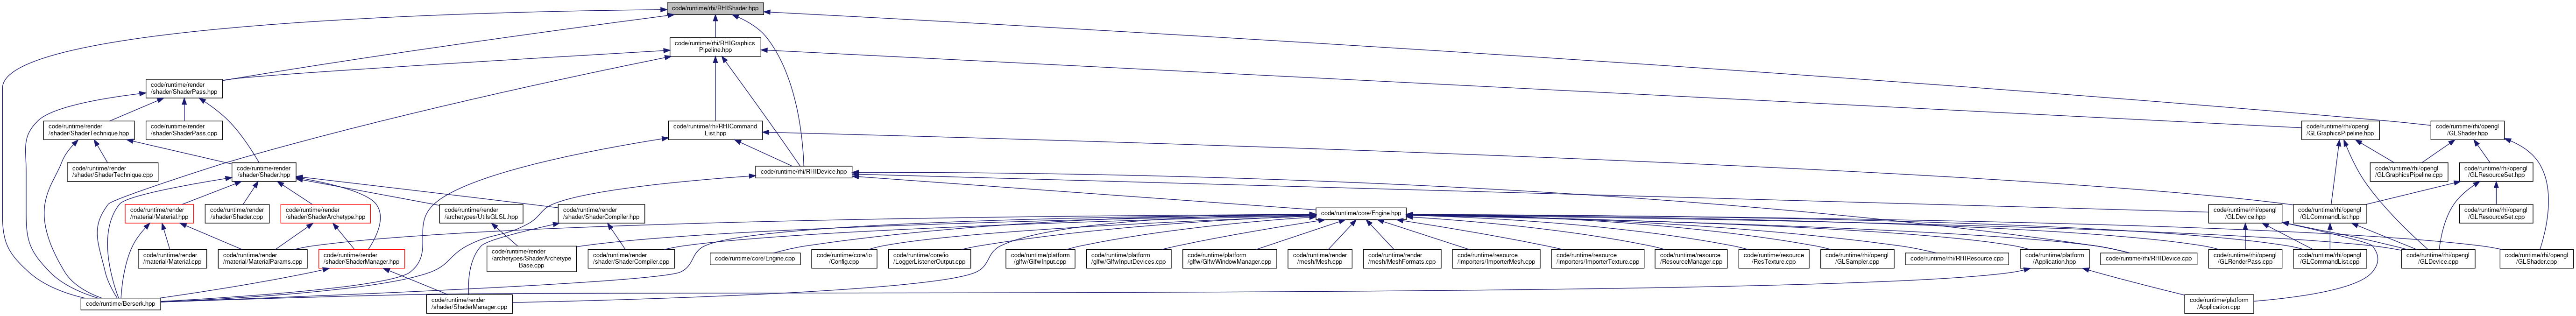 code/runtime/rhi/RHIShader.hpp
code/runtime/rhi/RHIGraphics
Pipeline.hpp
code/runtime/render
/shader/ShaderPass.hpp
code/runtime/render
/shader/ShaderTechnique.hpp
code/runtime/render
/shader/ShaderPass.cpp
code/runtime/rhi/RHICommand
List.hpp
code/runtime/rhi/opengl
/GLGraphicsPipeline.hpp
code/runtime/rhi/opengl
/GLShader.hpp
code/runtime/render
/shader/ShaderTechnique.cpp
code/runtime/render
/shader/Shader.hpp
code/runtime/rhi/RHIDevice.hpp
code/runtime/rhi/opengl
/GLGraphicsPipeline.cpp
code/runtime/rhi/opengl
/GLResourceSet.hpp
code/runtime/render
/material/Material.hpp
code/runtime/render
/shader/Shader.cpp
code/runtime/render
/shader/ShaderArchetype.hpp
code/runtime/render
/archetypes/UtilsGLSL.hpp
code/runtime/render
/shader/ShaderCompiler.hpp
code/runtime/core/Engine.hpp
code/runtime/rhi/opengl
/GLDevice.hpp
code/runtime/rhi/opengl
/GLCommandList.hpp
code/runtime/rhi/opengl
/GLResourceSet.cpp
code/runtime/render
/material/Material.cpp
code/runtime/render
/material/MaterialParams.cpp
code/runtime/render
/shader/ShaderManager.hpp
code/runtime/render
/archetypes/ShaderArchetype
Base.cpp
code/runtime/render
/shader/ShaderCompiler.cpp
code/runtime/core/Engine.cpp
code/runtime/core/io
/Config.cpp
code/runtime/core/io
/LoggerListenerOutput.cpp
code/runtime/platform
/glfw/GlfwInput.cpp
code/runtime/platform
/glfw/GlfwInputDevices.cpp
code/runtime/platform
/glfw/GlfwWindowManager.cpp
code/runtime/render
/mesh/Mesh.cpp
code/runtime/render
/mesh/MeshFormats.cpp
code/runtime/resource
/importers/ImporterMesh.cpp
code/runtime/resource
/importers/ImporterTexture.cpp
code/runtime/resource
/ResourceManager.cpp
code/runtime/resource
/ResTexture.cpp
code/runtime/rhi/opengl
/GLSampler.cpp
code/runtime/rhi/RHIResource.cpp
code/runtime/platform
/Application.hpp
code/runtime/rhi/RHIDevice.cpp
code/runtime/rhi/opengl
/GLRenderPass.cpp
code/runtime/rhi/opengl
/GLCommandList.cpp
code/runtime/rhi/opengl
/GLDevice.cpp
code/runtime/rhi/opengl
/GLShader.cpp
code/runtime/Berserk.hpp
code/runtime/render
/shader/ShaderManager.cpp
code/runtime/platform
/Application.cpp